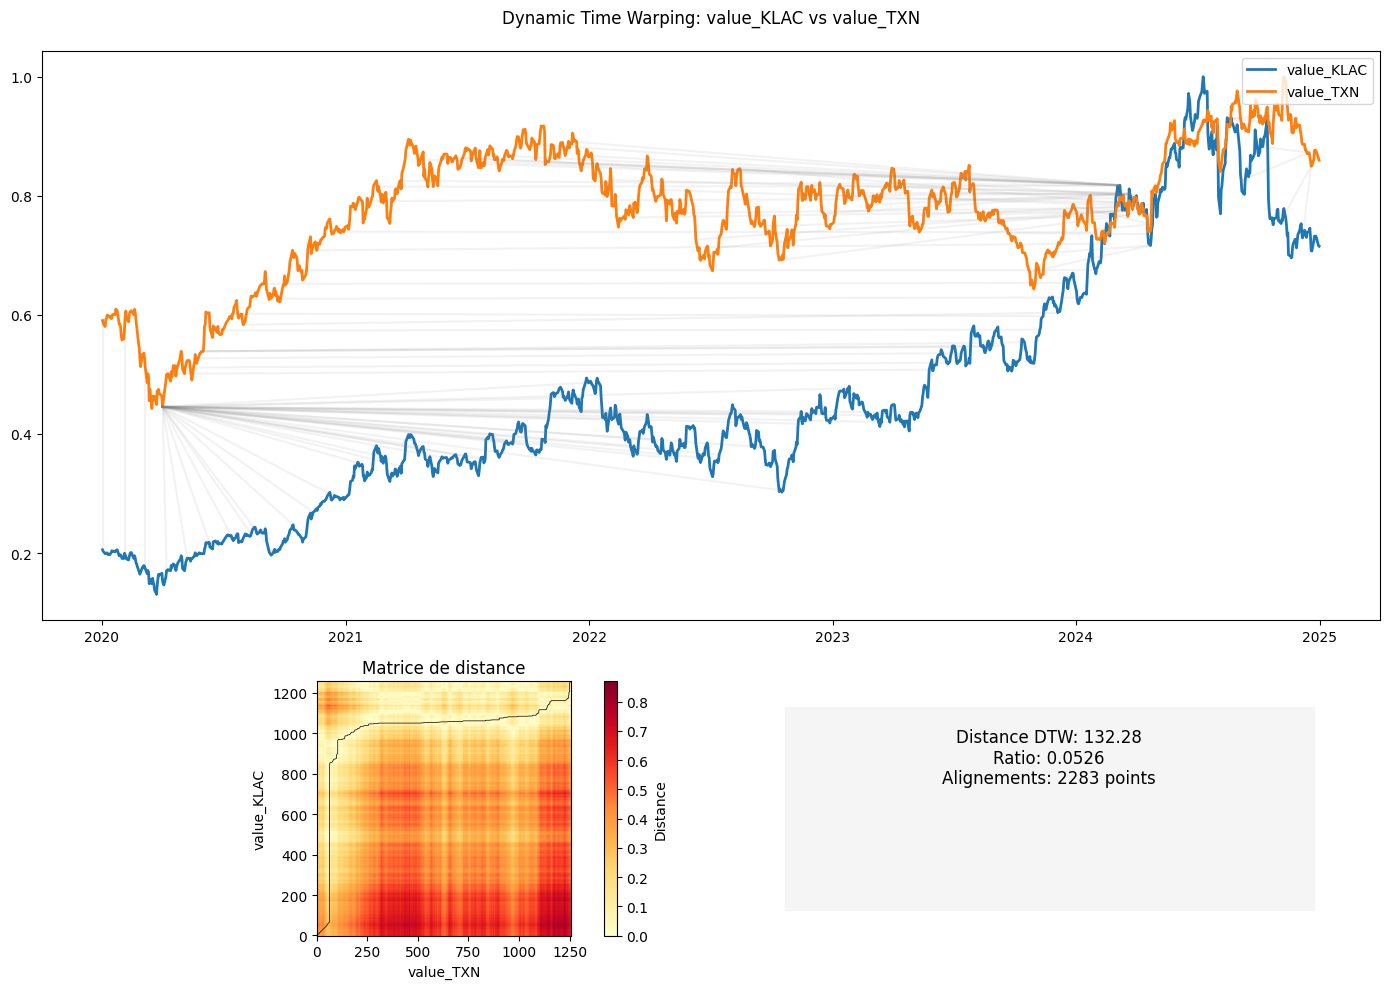 Dynamic Time Warping: value_KLAC vs value_TXN
value_KLAC
value_TXN
1.0
0.8
0.6
0.4
0.2
2020 2021 2022 2023 2024 2025
Matrice de distance
value_KLAC
1200
1000
800
600
400
200
0
0 250 500 750 1000 1250
value_TXN
0.8
0.7
0.6
0.5
0.4
0.3
0.2
0.1
0.0
Distance
Distance DTW: 132.28
Ratio: 0.0526
Alignements: 2283 points